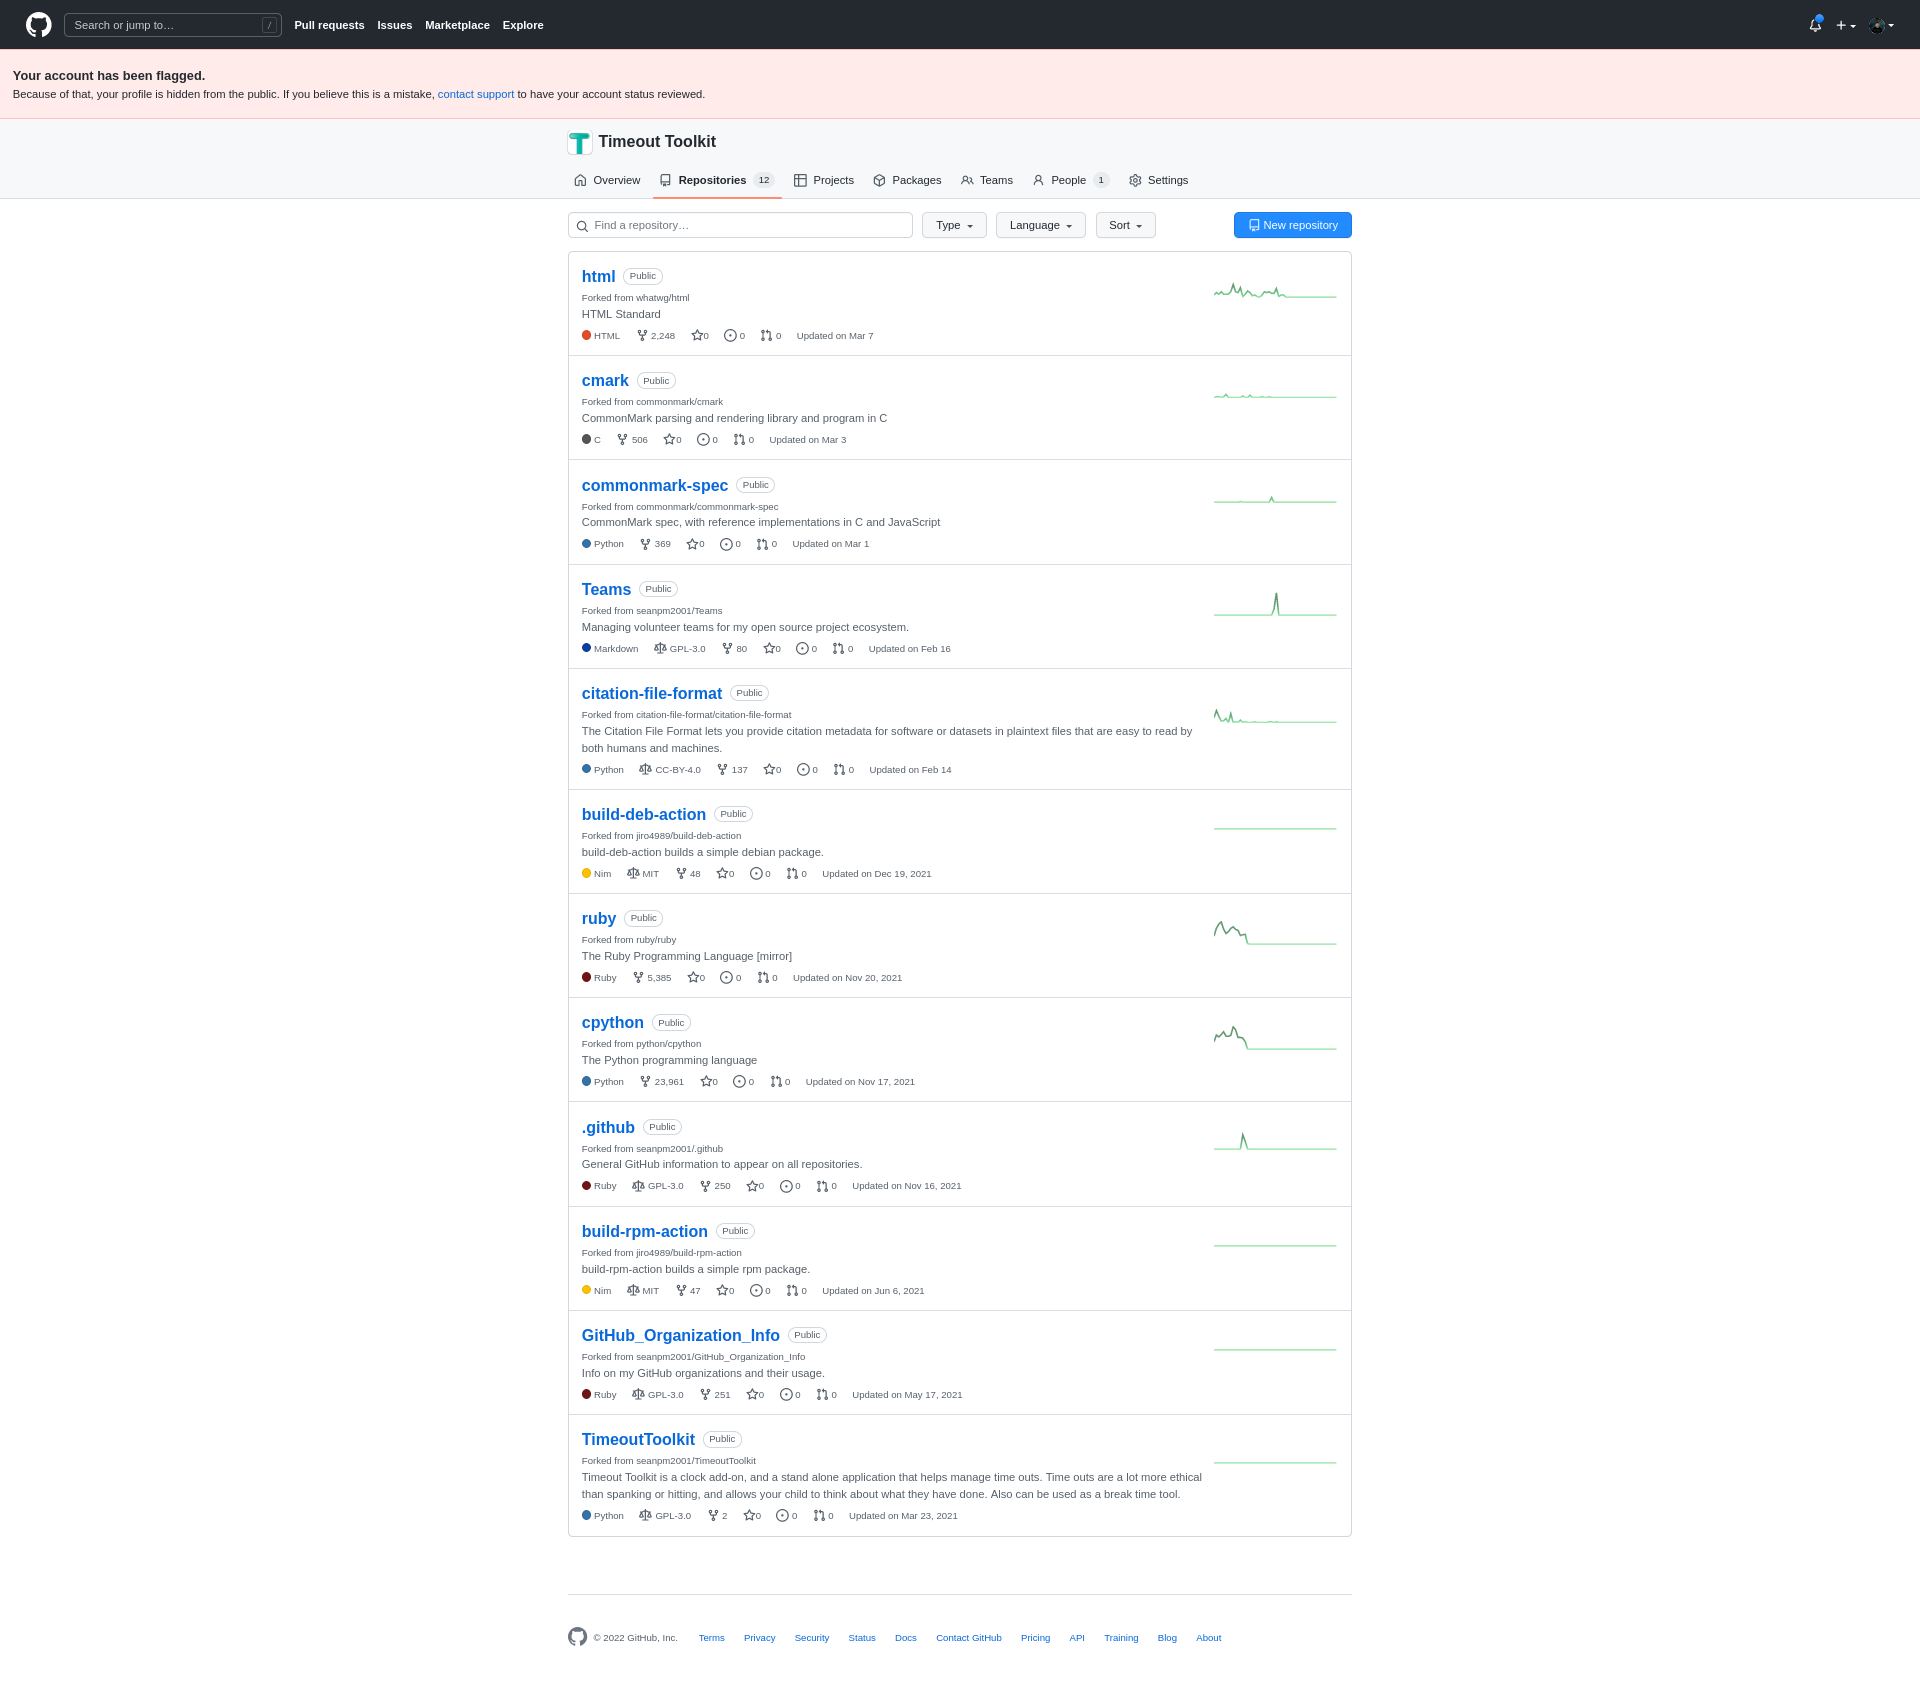 Search or jump to… /
Pull requests Issues Marketplace Explore
Your account has been flagged.
Because of that, your profile is hidden from the public. If you believe this is a mistake, contact support to have your account status reviewed.
T Timeout Toolkit
Overview Repositories 12 Projects Packages Teams People 1 Settings
Find a repository… Type Language Sort New repository
html Public
Forked from whatwg/html
HTML Standard
HTML 2,248 0 0 0 Updated on Mar 7
cmark Public
Forked from commonmark/cmark
CommonMark parsing and rendering library and program in C
C 506 0 0 0 Updated on Mar 3
commonmark-spec Public
Forked from commonmark/commonmark-spec
CommonMark spec, with reference implementations in C and JavaScript
Python 369 0 0 0 Updated on Mar 1
Teams Public
Forked from seanpm2001/Teams
Managing volunteer teams for my open source project ecosystem.
Markdown GPL-3.0 80 0 0 0 Updated on Feb 16
citation-file-format Public
Forked from citation-file-format/citation-file-format
The Citation File Format lets you provide citation metadata for software or datasets in plaintext files that are easy to read by
both humans and machines.
Python CC-BY-4.0 137 0 0 0 Updated on Feb 14
build-deb-action Public
Forked from jiro4989/build-deb-action
build-deb-action builds a simple debian package.
Nim MIT 48 0 0 0 Updated on Dec 19, 2021
ruby Public
Forked from ruby/ruby
The Ruby Programming Language [mirror]
Ruby 5,385 0 0 0 Updated on Nov 20, 2021
cpython Public
Forked from python/cpython
The Python programming language
Python 23,961 0 0 0 Updated on Nov 17, 2021
.github Public
Forked from seanpm2001/.github
General GitHub information to appear on all repositories.
Ruby GPL-3.0 250 0 0 0 Updated on Nov 16, 2021
build-rpm-action Public
Forked from jiro4989/build-rpm-action
build-rpm-action builds a simple rpm package.
Nim MIT 47 0 0 0 Updated on Jun 6, 2021
GitHub_Organization_Info Public
Forked from seanpm2001/GitHub_Organization_Info
Info on my GitHub organizations and their usage.
Ruby GPL-3.0 251 0 0 0 Updated on May 17, 2021
TimeoutToolkit Public
Forked from seanpm2001/TimeoutToolkit
Timeout Toolkit is a clock add-on, and a stand alone application that helps manage time outs. Time outs are a lot more ethical
than spanking or hitting, and allows your child to think about what they have done. Also can be used as a break time tool.
Python GPL-3.0 2 0 0 0 Updated on Mar 23, 2021
© 2022 GitHub, Inc. Terms Privacy Security Status Docs Contact GitHub Pricing API Training Blog About